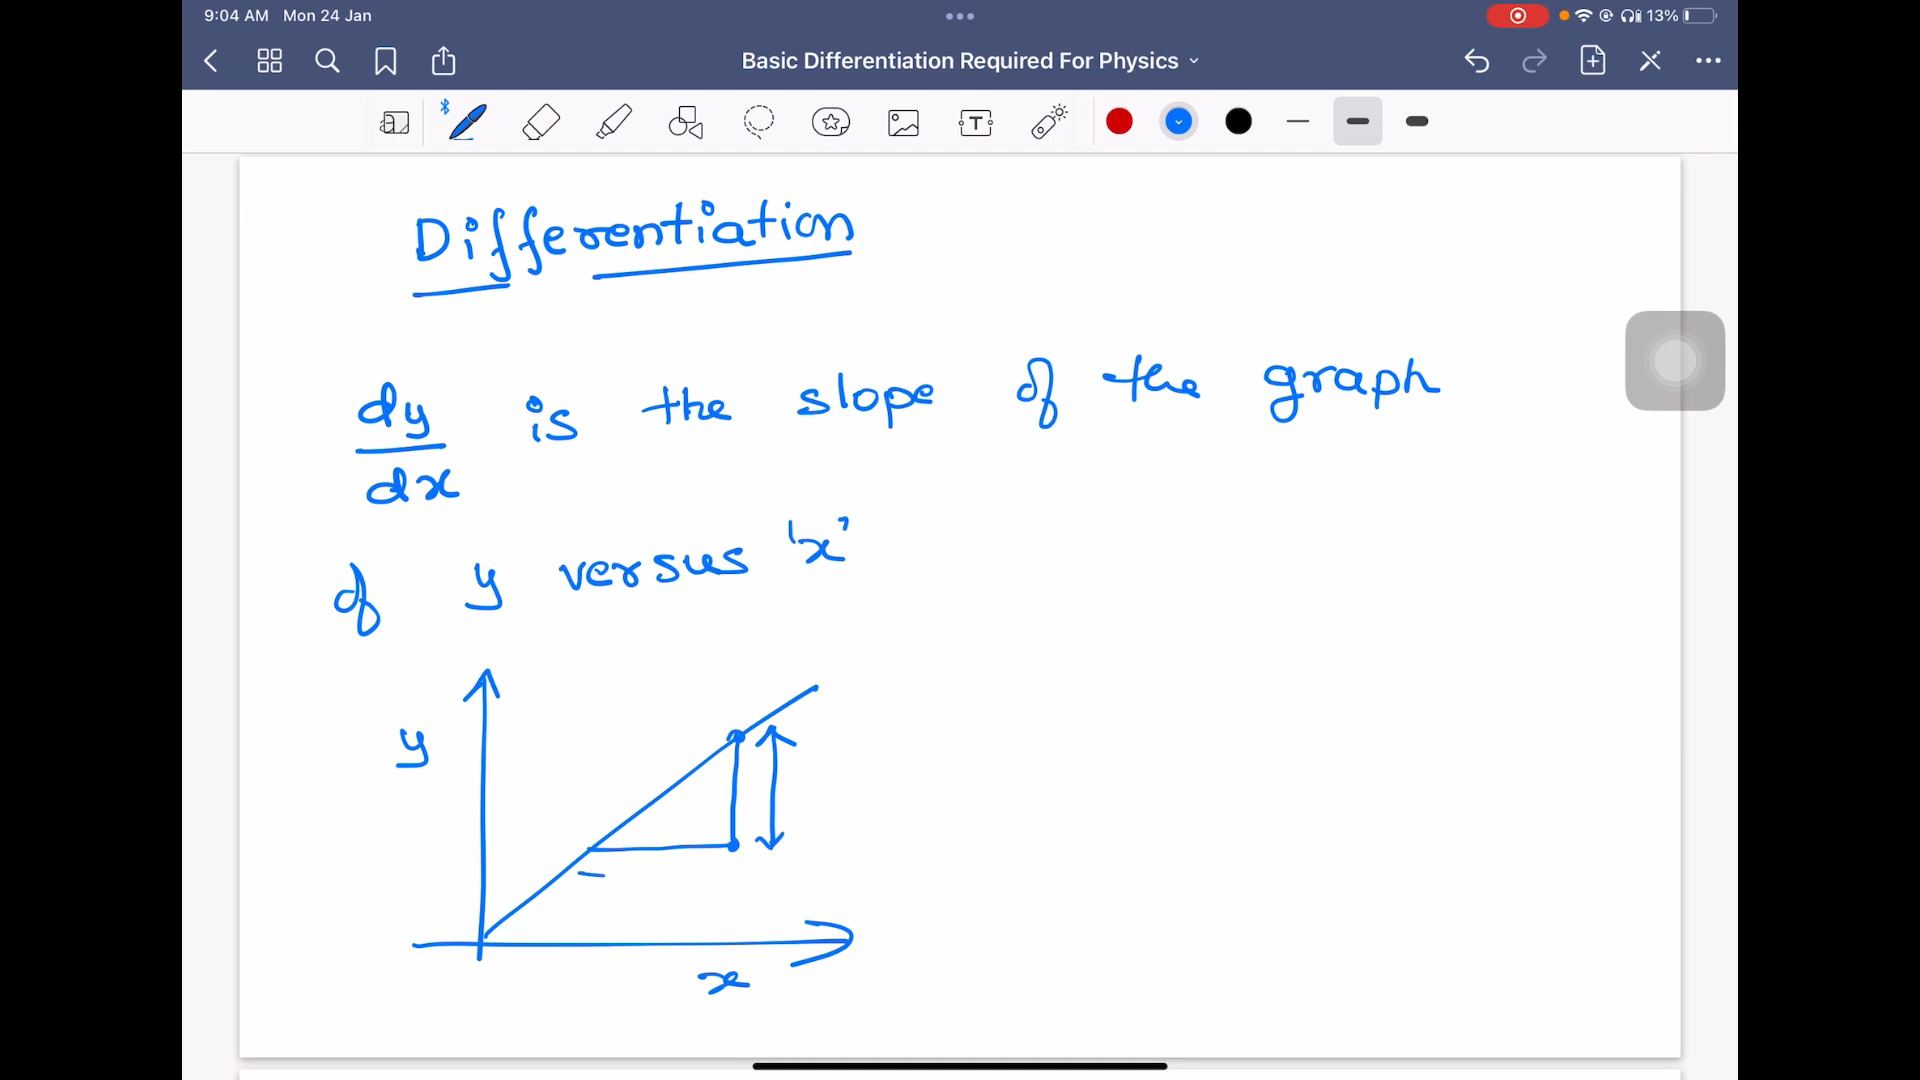 9:04 AM Mon 24 Jan
13%
Basic Differentiation Required For Physics
T
Differentiation
dy/dx is the slope of the graph
of y versus 'x'
y
x